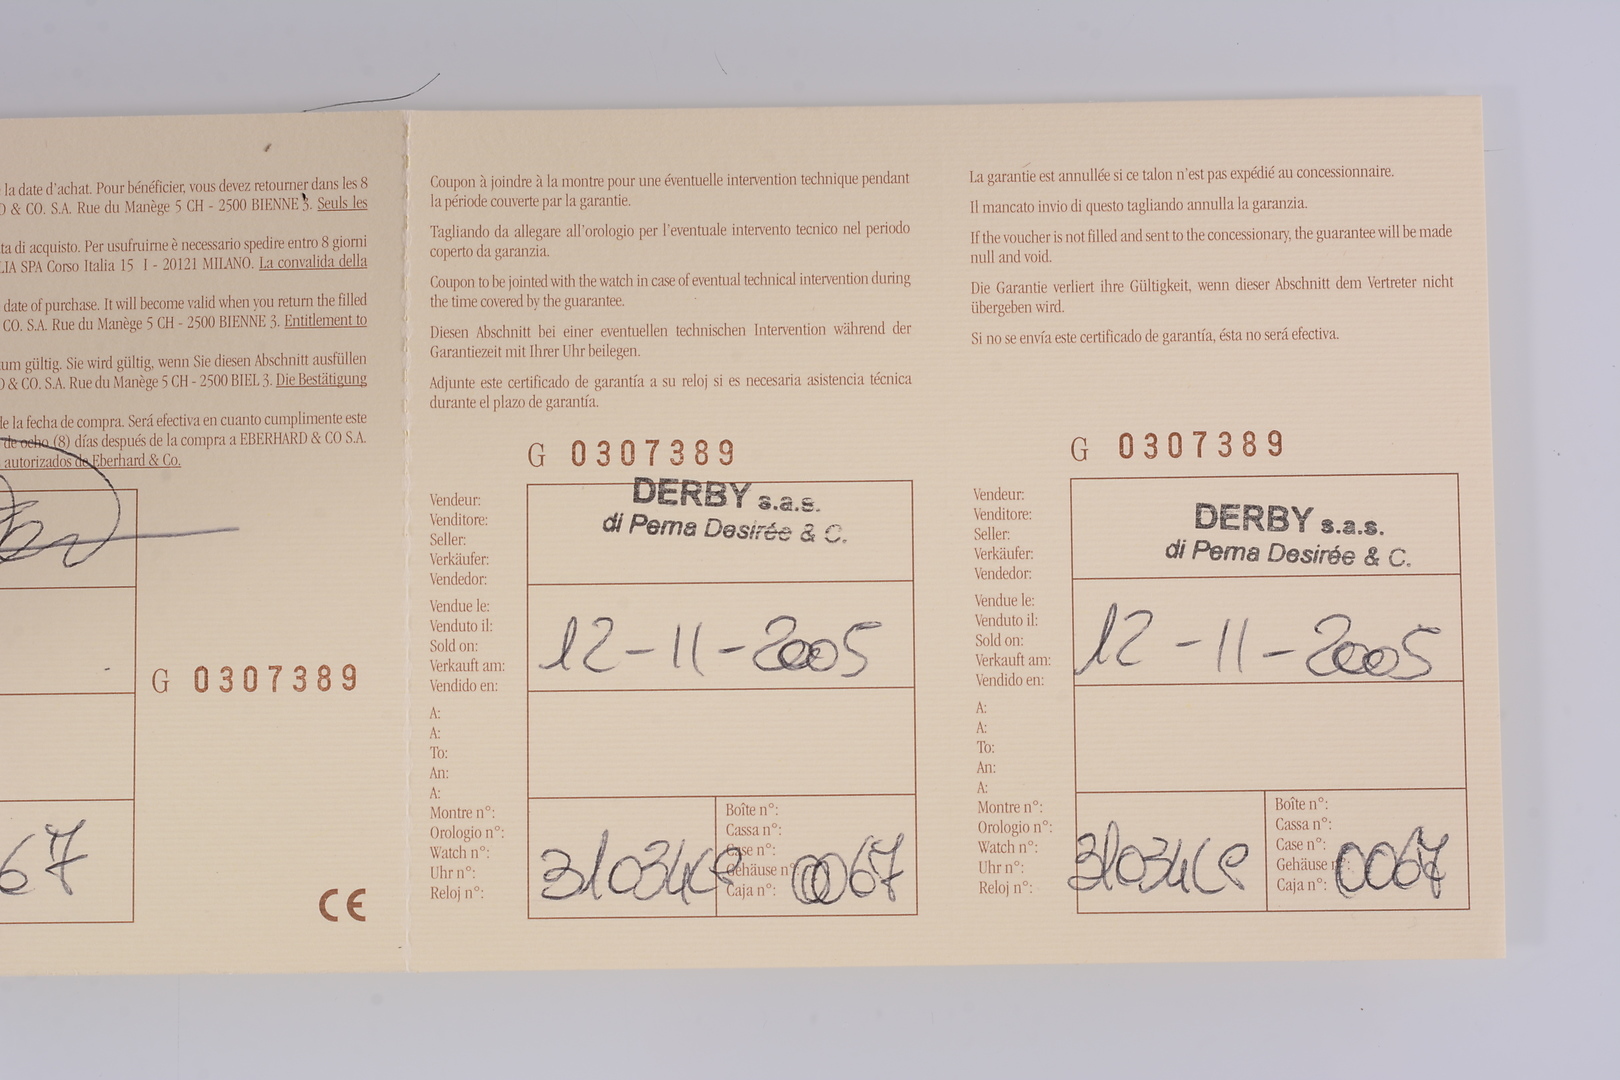 la date d'achat. Pour bénéficier, vous devez retourner dans les 8
& CO. S.A. Rue du Manège 5 CH - 2500 BIENNE 3. Seuls les
ta di acquisto. Per usufruirne è necessario spedire entro 8 giorni
LIA SPA Corso Italia 15 I - 20121 MILANO. La convalida della
date of purchase. It will become valid when you return the filled
CO. S.A. Rue du Manège 5 CH - 2500 BIENNE 3. Entitlement to
um gültig. Sie wird gültig, wenn Sie diesen Abschnitt ausfüllen
& CO. S.A. Rue du Manège 5 CH - 2500 BIEL 3. Die Bestätigung
de la fecha de compra. Será efectiva en cuanto cumplimente este
de ocho (8) días después de la compra a EBERHARD & CO S.A.
autorizados de Eberhard & Co.
G 0307389
67
CE
Coupon à joindre à la montre pour une éventuelle intervention technique pendant
la période couverte par la garantie.
Tagliando da allegare all'orologio per l'eventuale intervento tecnico nel periodo
coperto da garanzia.
Coupon to be jointed with the watch in case of eventual technical intervention during
the time covered by the guarantee.
Diesen Abschnitt bei einer eventuellen technischen Intervention während der
Garantiezeit mit Ihrer Uhr beilegen.
Adjunte este certificado de garantía a su reloj si es necesaria asistencia técnica
durante el plazo de garantía.
G 0307389
Vendeur:
Venditore:
Seller:
Verkäufer:
Vendedor:
DERBY s.a.s.
di Perna Desirée & C.
Vendue le:
Venduto il:
Sold on:
Verkauft am:
Vendido en:
12-11-2005
A:
A:
To:
An:
A:
Montre n°:
Orologio n°:
Watch n°:
Uhr n°:
Reloj n°:
31034CP
Boîte n°:
Cassa n°:
Case n°:
Gehäuse n°:
Caja n°:
0067
La garantie est annullée si ce talon n'est pas expédié au concessionnaire.
Il mancato invio di questo tagliando annulla la garanzia.
If the voucher is not filled and sent to the concessionary, the guarantee will be made
null and void.
Die Garantie verliert ihre Gültigkeit, wenn dieser Abschnitt dem Vertreter nicht
übergeben wird.
Si no se envía este certificado de garantía, ésta no será efectiva.
G 0307389
Vendeur:
Venditore:
Seller:
Verkäufer:
Vendedor:
DERBY s.a.s.
di Perna Desirée & C.
Vendue le:
Venduto il:
Sold on:
Verkauft am:
Vendido en:
12-11-2005
A:
A:
To:
An:
A:
Montre n°:
Orologio n°:
Watch n°:
Uhr n°:
Reloj n°:
31034CP
Boîte n°:
Cassa n°:
Case n°:
Gehäuse n°:
Caja n°:
0067